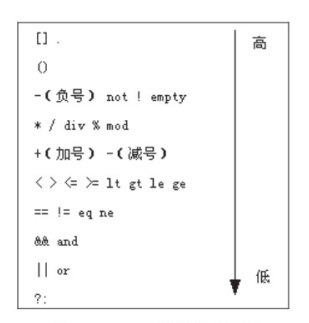 [] .
高
()
-(负号) not ! empty
* / div % mod
+(加号) -(减号)
< > <= >= lt gt le ge
== != eq ne
&& and
|| or
低
?: